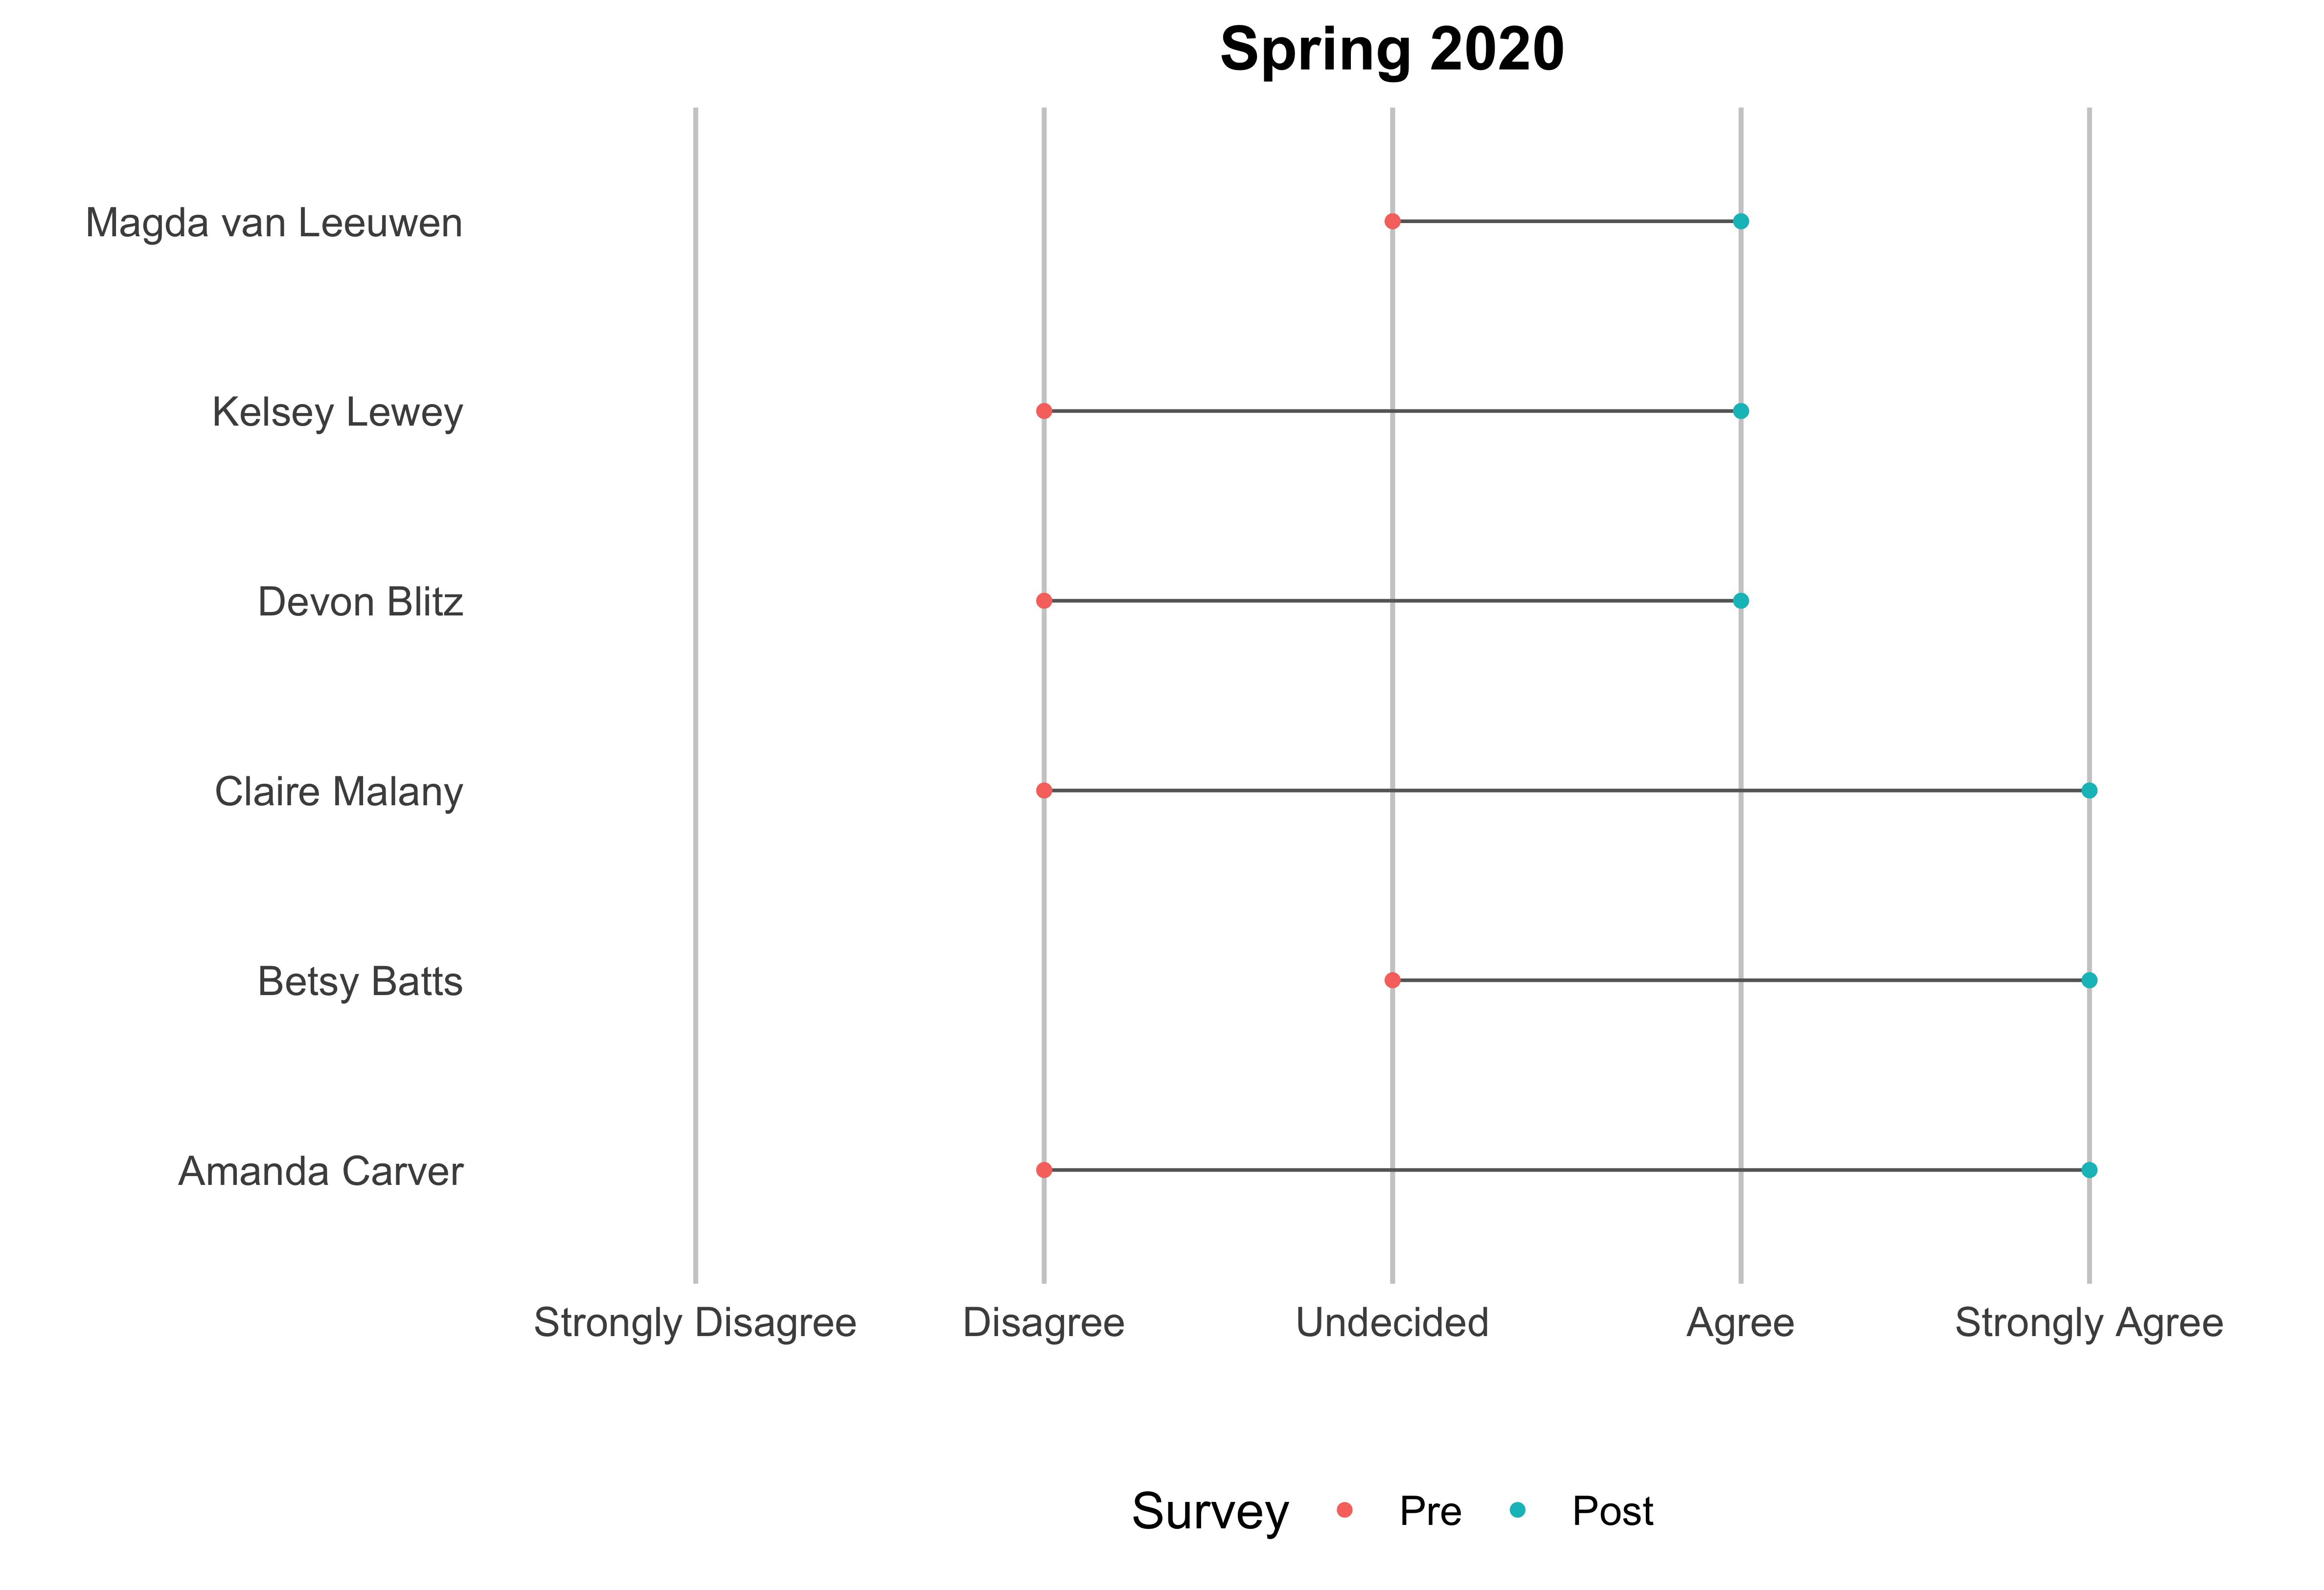 Spring 2020
Magda van Leeuwen
Kelsey Lewey
Devon Blitz
Claire Malany
Betsy Batts
Amanda Carver
Strongly Disagree Disagree Undecided Agree Strongly Agree
Survey Pre Post